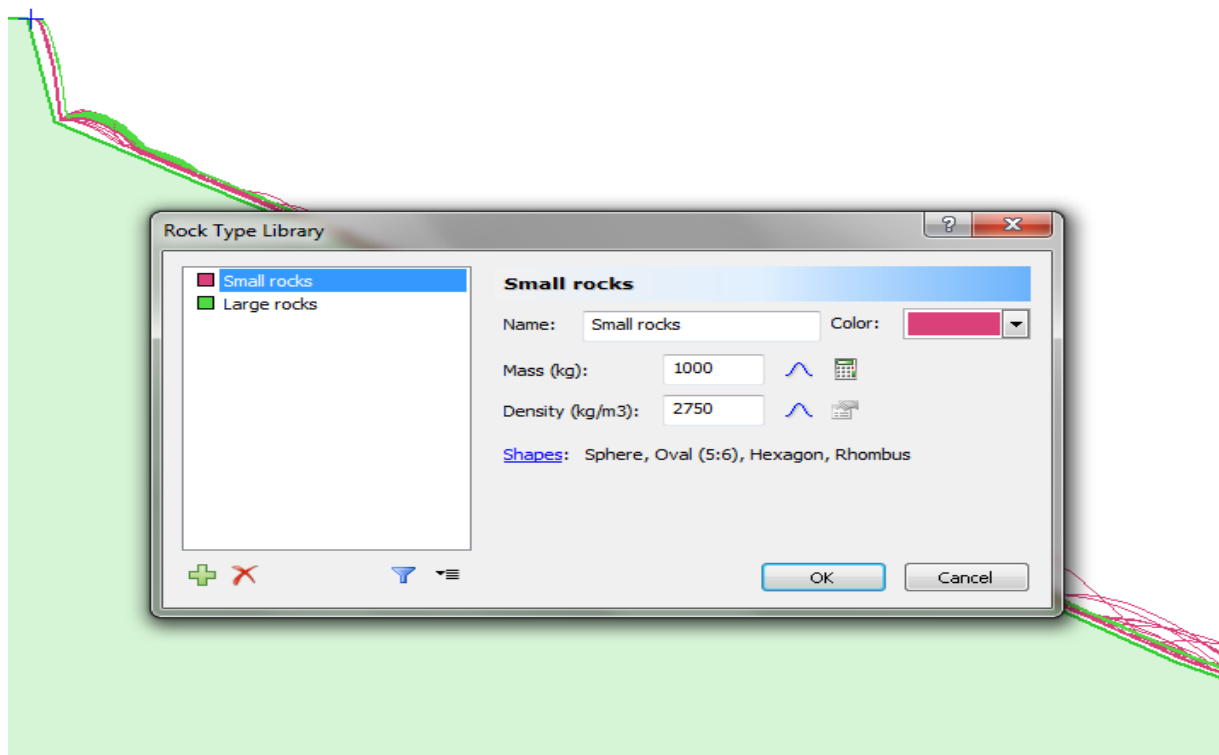 Rock Type Library
?
Small rocks
Large rocks
Small rocks
Name: Small rocks Color:
Mass (kg): 1000
Density (kg/m3): 2750
Shapes: Sphere, Oval (5:6), Hexagon, Rhombus
OK Cancel